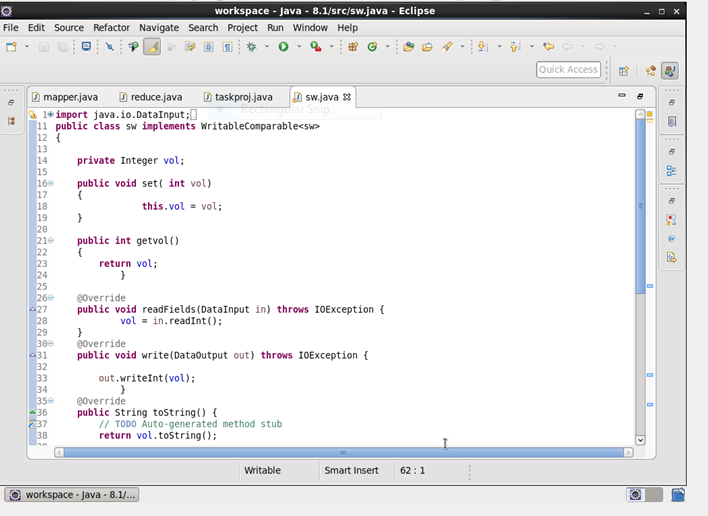 workspace - Java - 8.1/src/sw.java - Eclipse
File Edit Source Refactor Navigate Search Project Run Window Help
Quick Access
mapper.java reduce.java taskproj.java sw.java
Rectangular Snip
1 import java.io.DataInput;
11 public class sw implements WritableComparable<sw>
12 {
13
14 private Integer vol;
15
16 public void set( int vol)
17 {
18 this.vol = vol;
19 }
20
21 public int getvol()
22 {
23 return vol;
24 }
25
26 @Override
27 public void readFields(DataInput in) throws IOException {
28 vol = in.readInt();
29 }
30 @Override
31 public void write(DataOutput out) throws IOException {
32
33 out.writeInt(vol);
34 }
35 @Override
36 public String toString() {
37 // TODO Auto-generated method stub
38 return vol.toString();
Writable Smart Insert 62 : 1
workspace - Java - 8.1/...